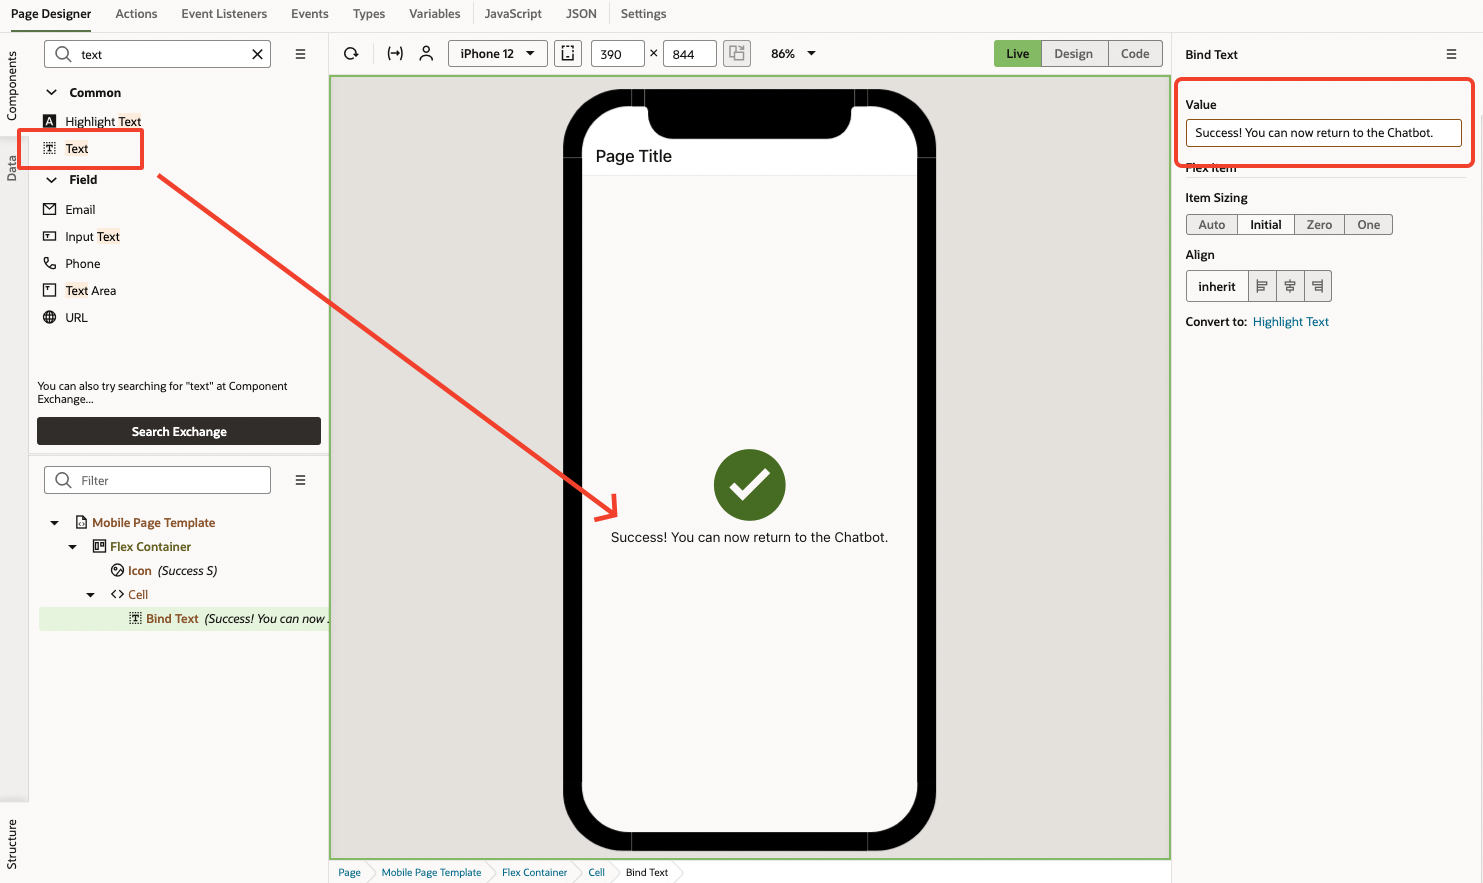 Page Designer Actions Event Listeners Events Types Variables JavaScript JSON Settings
Components
Data
Structure
text
Common
A Highlight Text
Text
Field
Email
Input Text
Phone
Text Area
URL
You can also try searching for "text" at Component
Exchange...
Search Exchange
Filter
Mobile Page Template
Flex Container
Icon (Success S)
Cell
Bind Text (Success! You can now .
iPhone 12 390 × 844 86% Live Design Code
Page Title
Success! You can now return to the Chatbot.
Page Mobile Page Template Flex Container Cell Bind Text
Bind Text
Value
Success! You can now return to the Chatbot.
Flex Item
Item Sizing
Auto Initial Zero One
Align
inherit
Convert to: Highlight Text